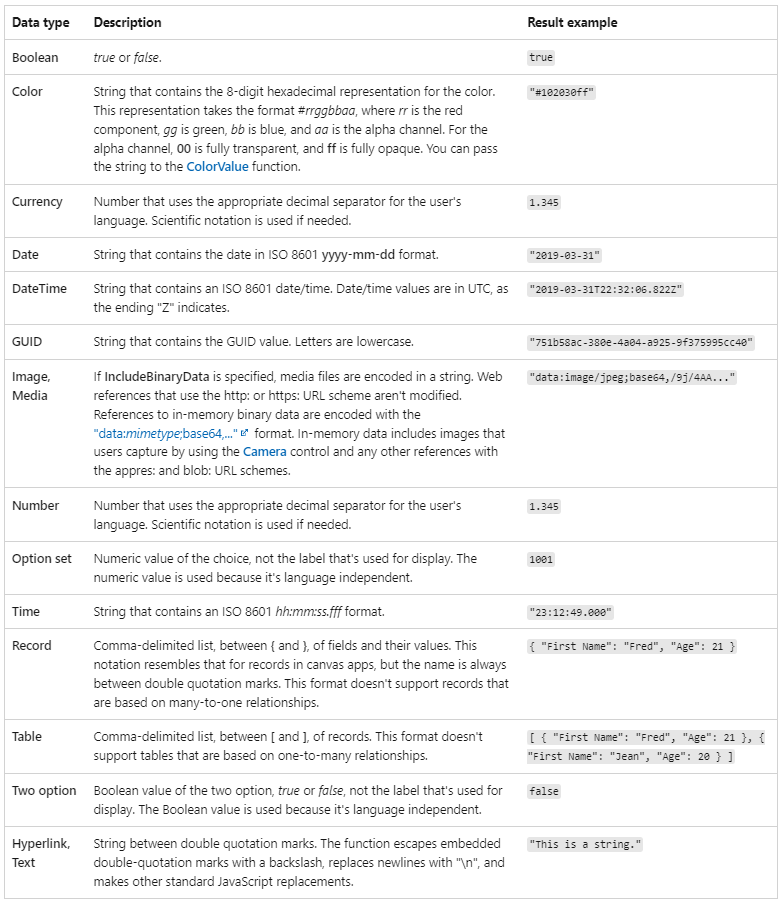 Data type Description Result example
Boolean true or false. true
Color String that contains the 8-digit hexadecimal representation for the color. "#102030ff"
This representation takes the format #rrggbbaa, where rr is the red
component, gg is green, bb is blue, and aa is the alpha channel. For the
alpha channel, 00 is fully transparent, and ff is fully opaque. You can pass
the string to the ColorValue function.
Currency Number that uses the appropriate decimal separator for the user's 1.345
language. Scientific notation is used if needed.
Date String that contains the date in ISO 8601 yyyy-mm-dd format. "2019-03-31"
DateTime String that contains an ISO 8601 date/time. Date/time values are in UTC, as "2019-03-31T22:32:06.822Z"
the ending "Z" indicates.
GUID String that contains the GUID value. Letters are lowercase. "751b58ac-380e-4a04-a925-9f375995cc40"
Image, If IncludeBinaryData is specified, media files are encoded in a string. Web "data:image/jpeg;base64,/9j/4AA..."
Media references that use the http: or https: URL scheme aren't modified.
References to in-memory binary data are encoded with the
"data:mimetype;base64,..." format. In-memory data includes images that
users capture by using the Camera control and any other references with
the appres: and blob: URL schemes.
Number Number that uses the appropriate decimal separator for the user's 1.345
language. Scientific notation is used if needed.
Option set Numeric value of the choice, not the label that's used for display. The 1001
numeric value is used because it's language independent.
Time String that contains an ISO 8601 hh:mm:ss.fff format. "23:12:49.000"
Record Comma-delimited list, between { and }, of fields and their values. This { "First Name": "Fred", "Age": 21 }
notation resembles that for records in canvas apps, but the name is always
between double quotation marks. This format doesn't support records that
are based on many-to-one relationships.
Table Comma-delimited list, between [ and ], of records. This format doesn't [ { "First Name": "Fred", "Age": 21 }, {
support tables that are based on one-to-many relationships. "First Name": "Jean", "Age": 20 } ]
Two option Boolean value of the two option, true or false, not the label that's used for false
display. The Boolean value is used because it's language independent.
Hyperlink, String between double quotation marks. The function escapes embedded "This is a string."
Text double-quotation marks with a backslash, replaces newlines with "\n", and
makes other standard JavaScript replacements.